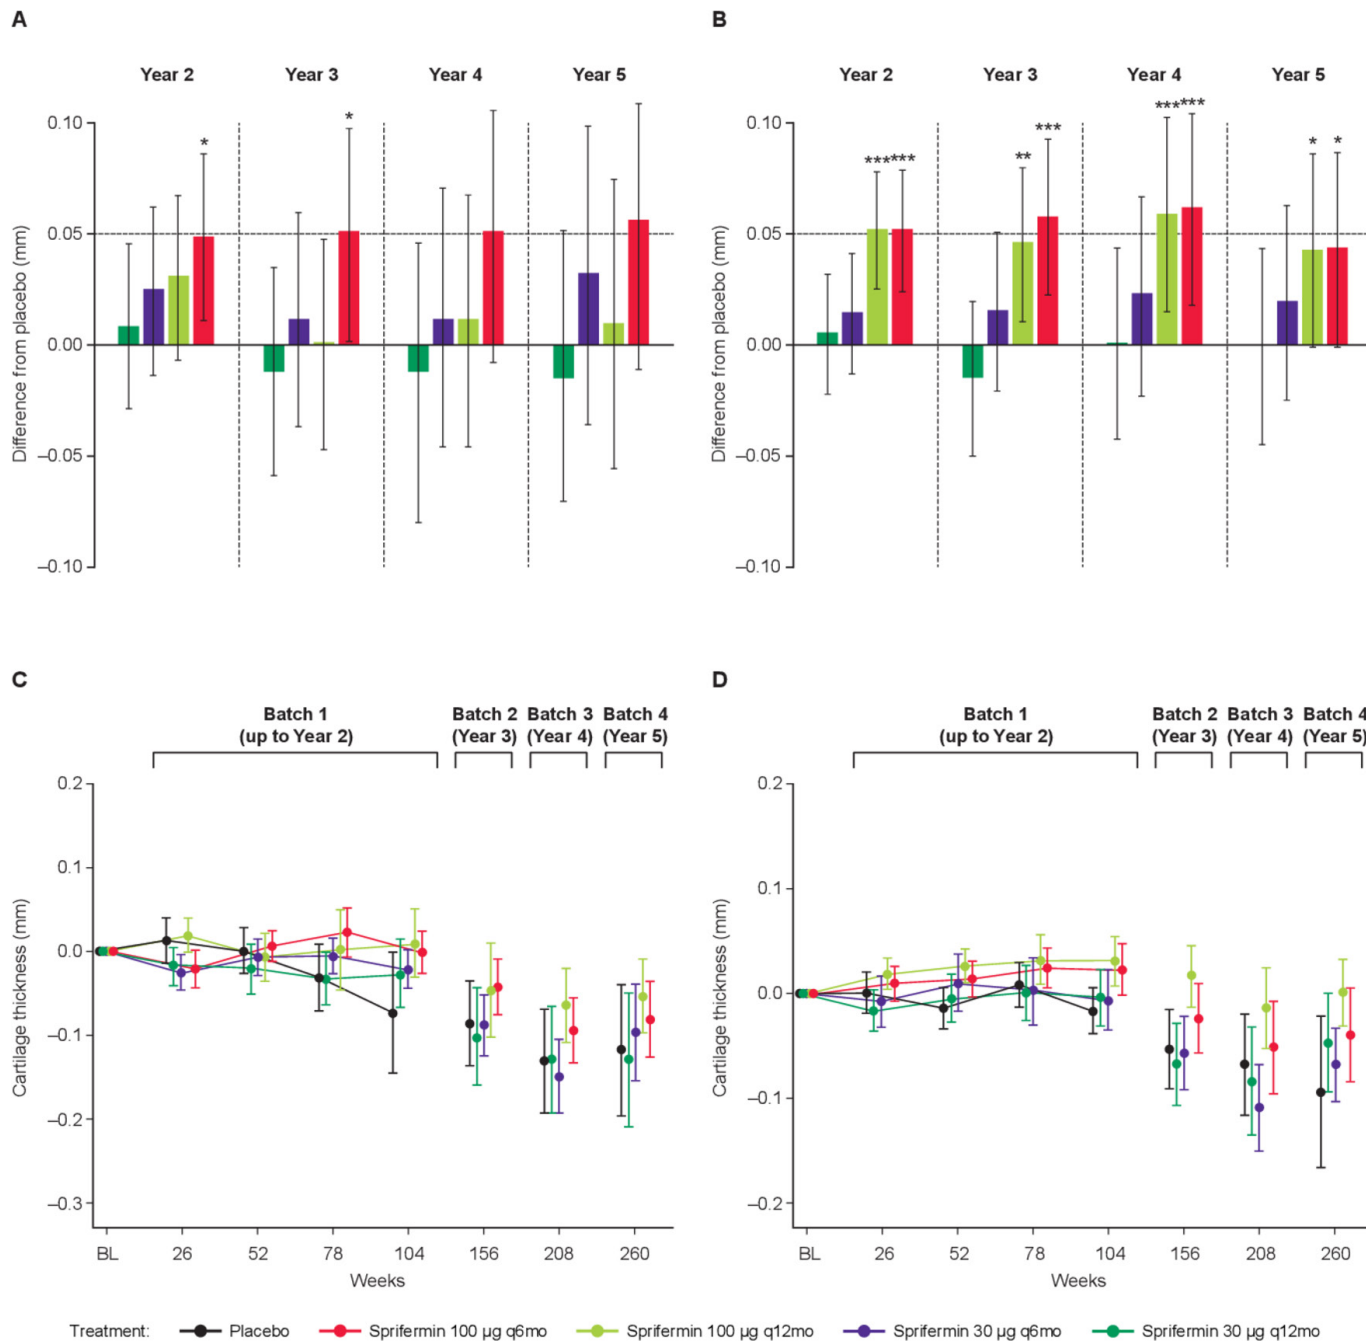 A
B
Year 2 Year 3 Year 4 Year 5
Year 2 Year 3 Year 4 Year 5
Difference from placebo (mm)
0.10
0.05
0.00
–0.05
–0.10
* *
Difference from placebo (mm)
0.10
0.05
0.00
–0.05
–0.10
*** *** ** *** *** *** * *
C
D
Batch 1 Batch 2 Batch 3 Batch 4
(up to Year 2) (Year 3) (Year 4) (Year 5)
Batch 1 Batch 2 Batch 3 Batch 4
(up to Year 2) (Year 3) (Year 4) (Year 5)
Cartilage thickness (mm)
0.2
0.1
0.0
–0.1
–0.2
–0.3
BL 26 52 78 104 156 208 260
Weeks
Cartilage thickness (mm)
0.2
0.1
0.0
–0.1
–0.2
BL 26 52 78 104 156 208 260
Weeks
Treatment: Placebo Sprifermin 100 µg q6mo Sprifermin 100 µg q12mo Sprifermin 30 µg q6mo Sprifermin 30 µg q12mo